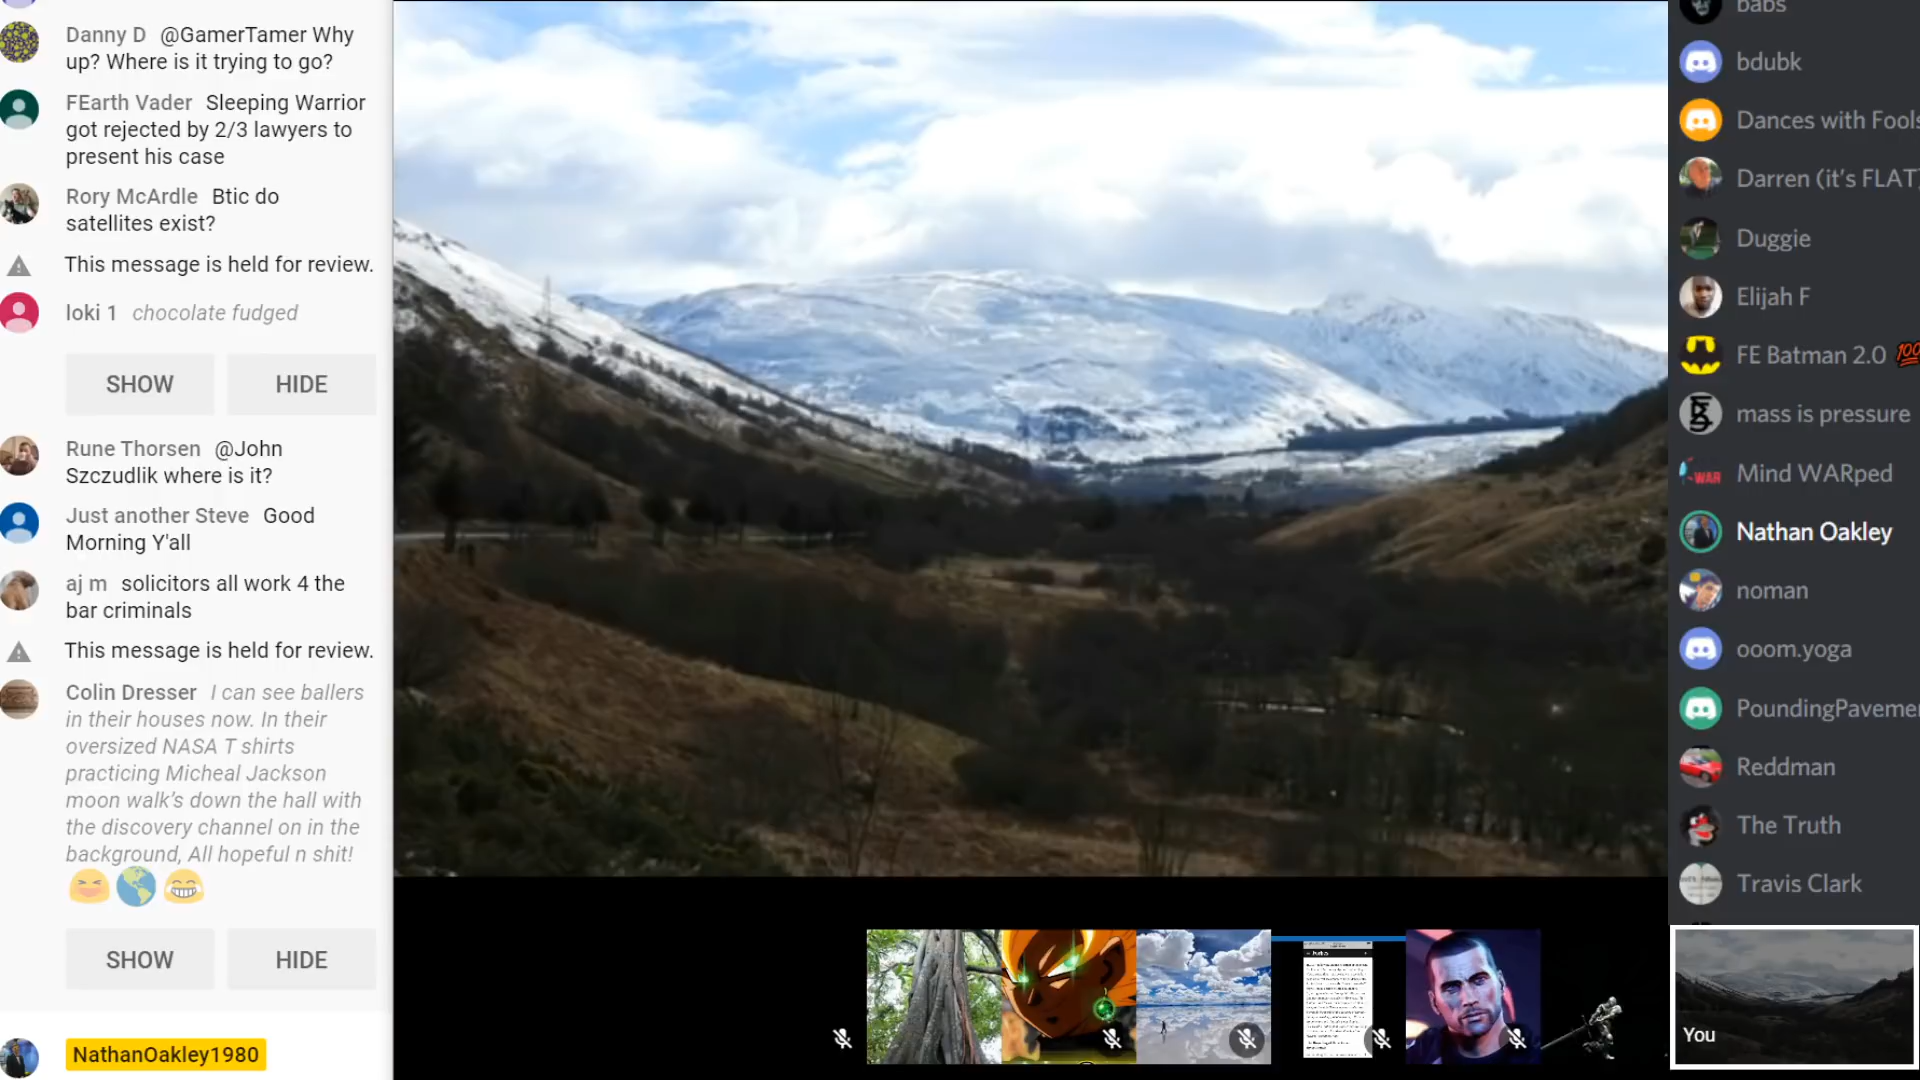 Danny D @GamerTamer Why
up? Where is it trying to go?
FEarth Vader Sleeping Warrior
got rejected by 2/3 lawyers to
present his case
Rory McArdle Btic do
satellites exist?
This message is held for review.
loki 1 chocolate fudged
SHOW HIDE
Rune Thorsen @John
Szczudlik where is it?
Just another Steve Good
Morning Y'all
aj m solicitors all work 4 the
bar criminals
This message is held for review.
Colin Dresser I can see ballers
in their houses now. In their
oversized NASA T shirts
practicing Micheal Jackson
moon walk's down the hall with
the discovery channel on in the
background, All hopeful n shit!
SHOW HIDE
NathanOakley1980
babs
bdubk
Dances with Fools
Darren (it's FLAT)
Duggie
Elijah F
FE Batman 2.0 100
mass is pressure
WAR
Mind WARped
Nathan Oakley
noman
ooom.yoga
PoundingPaveme
Reddman
The Truth
Travis Clark
You